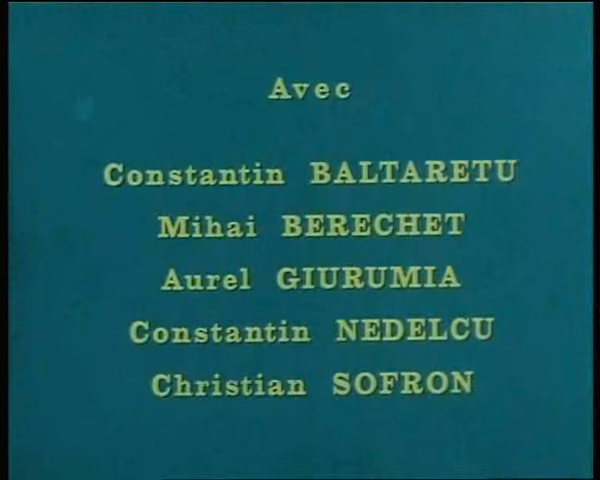 Avec
Constantin BALTARETU
Mihai BERECHET
Aurel GIURUMIA
Constantin NEDELCU
Christian SOFRON